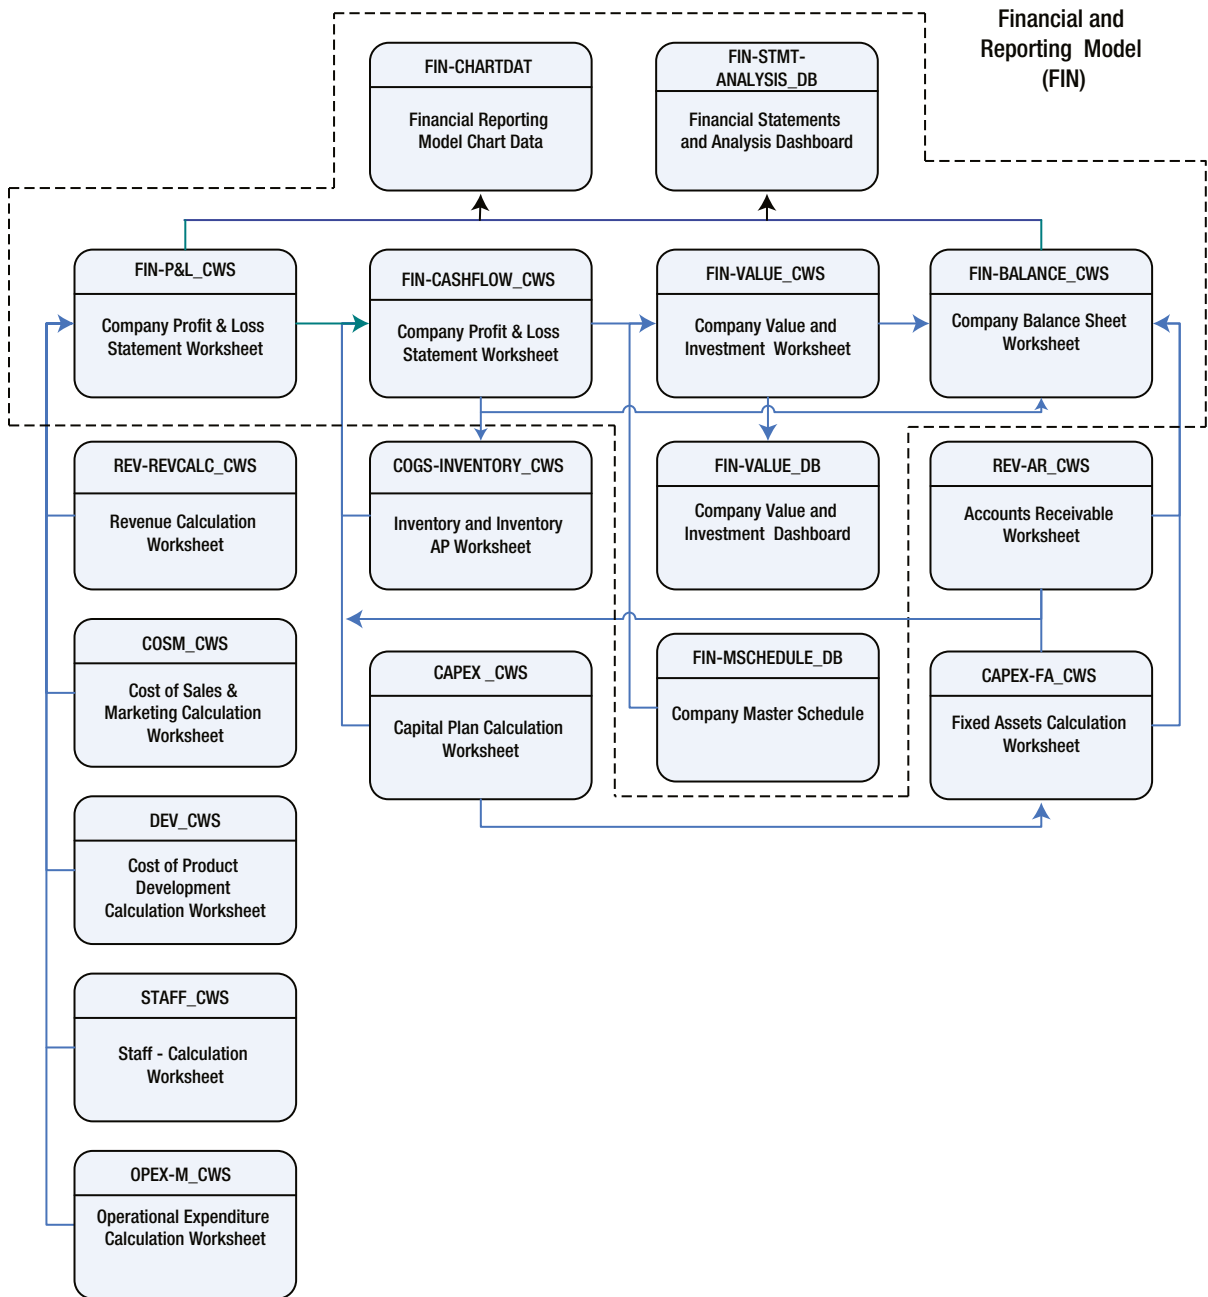 Financial and
Reporting Model
(FIN)
FIN-CHARTDAT
Financial Reporting
Model Chart Data
FIN-STMT-
ANALYSIS_DB
Financial Statements
and Analysis Dashboard
FIN-P&L_CWS
Company Profit & Loss
Statement Worksheet
FIN-CASHFLOW_CWS
Company Profit & Loss
Statement Worksheet
FIN-VALUE_CWS
Company Value and
Investment Worksheet
FIN-BALANCE_CWS
Company Balance Sheet
Worksheet
REV-REVCALC_CWS
Revenue Calculation
Worksheet
COGS-INVENTORY_CWS
Inventory and Inventory
AP Worksheet
FIN-VALUE_DB
Company Value and
Investment Dashboard
REV-AR_CWS
Accounts Receivable
Worksheet
COSM_CWS
Cost of Sales &
Marketing Calculation
Worksheet
CAPEX _CWS
Capital Plan Calculation
Worksheet
FIN-MSCHEDULE_DB
Company Master Schedule
CAPEX-FA_CWS
Fixed Assets Calculation
Worksheet
DEV_CWS
Cost of Product
Development
Calculation Worksheet
STAFF_CWS
Staff - Calculation
Worksheet
OPEX-M_CWS
Operational Expenditure
Calculation Worksheet